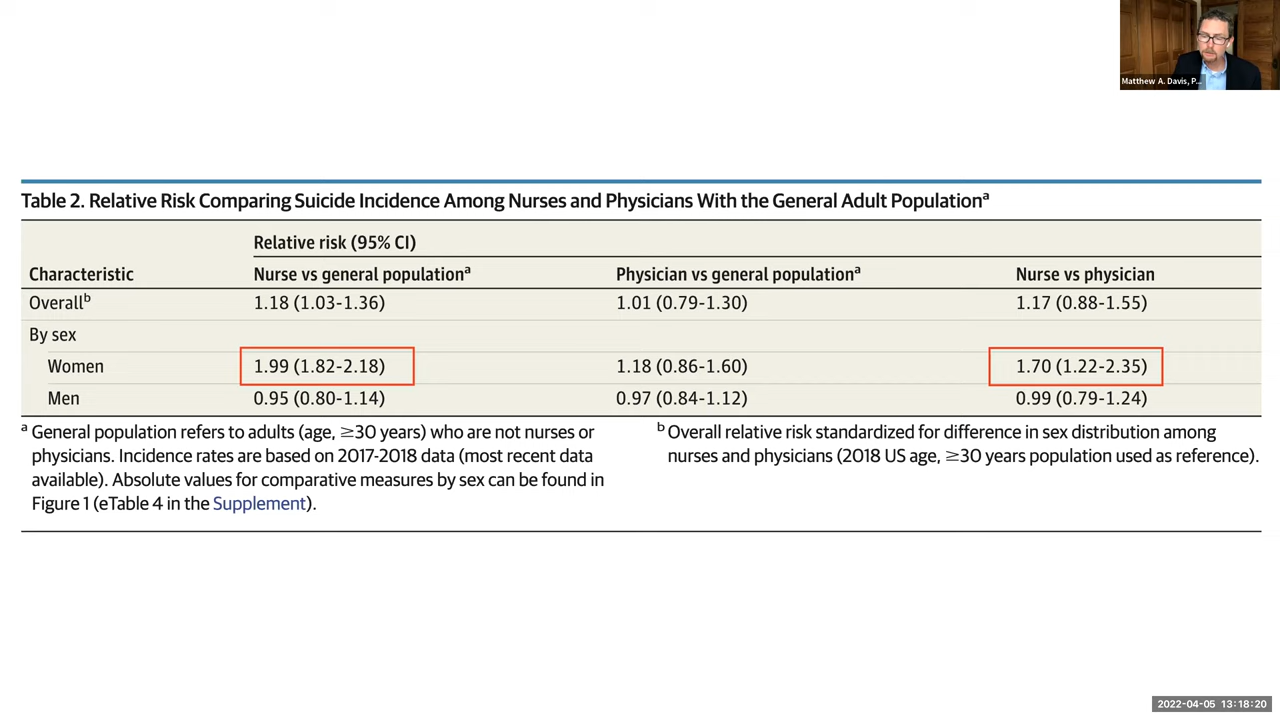 Matthew A. Davis, P...
Table 2. Relative Risk Comparing Suicide Incidence Among Nurses and Physicians With the General Adult Populationa
Relative risk (95% CI)
Characteristic Nurse vs general populationa Physician vs general populationa Nurse vs physician
Overallb 1.18 (1.03-1.36) 1.01 (0.79-1.30) 1.17 (0.88-1.55)
By sex
Women 1.99 (1.82-2.18) 1.18 (0.86-1.60) 1.70 (1.22-2.35)
Men 0.95 (0.80-1.14) 0.97 (0.84-1.12) 0.99 (0.79-1.24)
a General population refers to adults (age, ≥30 years) who are not nurses or
physicians. Incidence rates are based on 2017-2018 data (most recent data
available). Absolute values for comparative measures by sex can be found in
Figure 1 (eTable 4 in the Supplement).
b Overall relative risk standardized for difference in sex distribution among
nurses and physicians (2018 US age, ≥30 years population used as reference).
2022-04-05 13:18:20